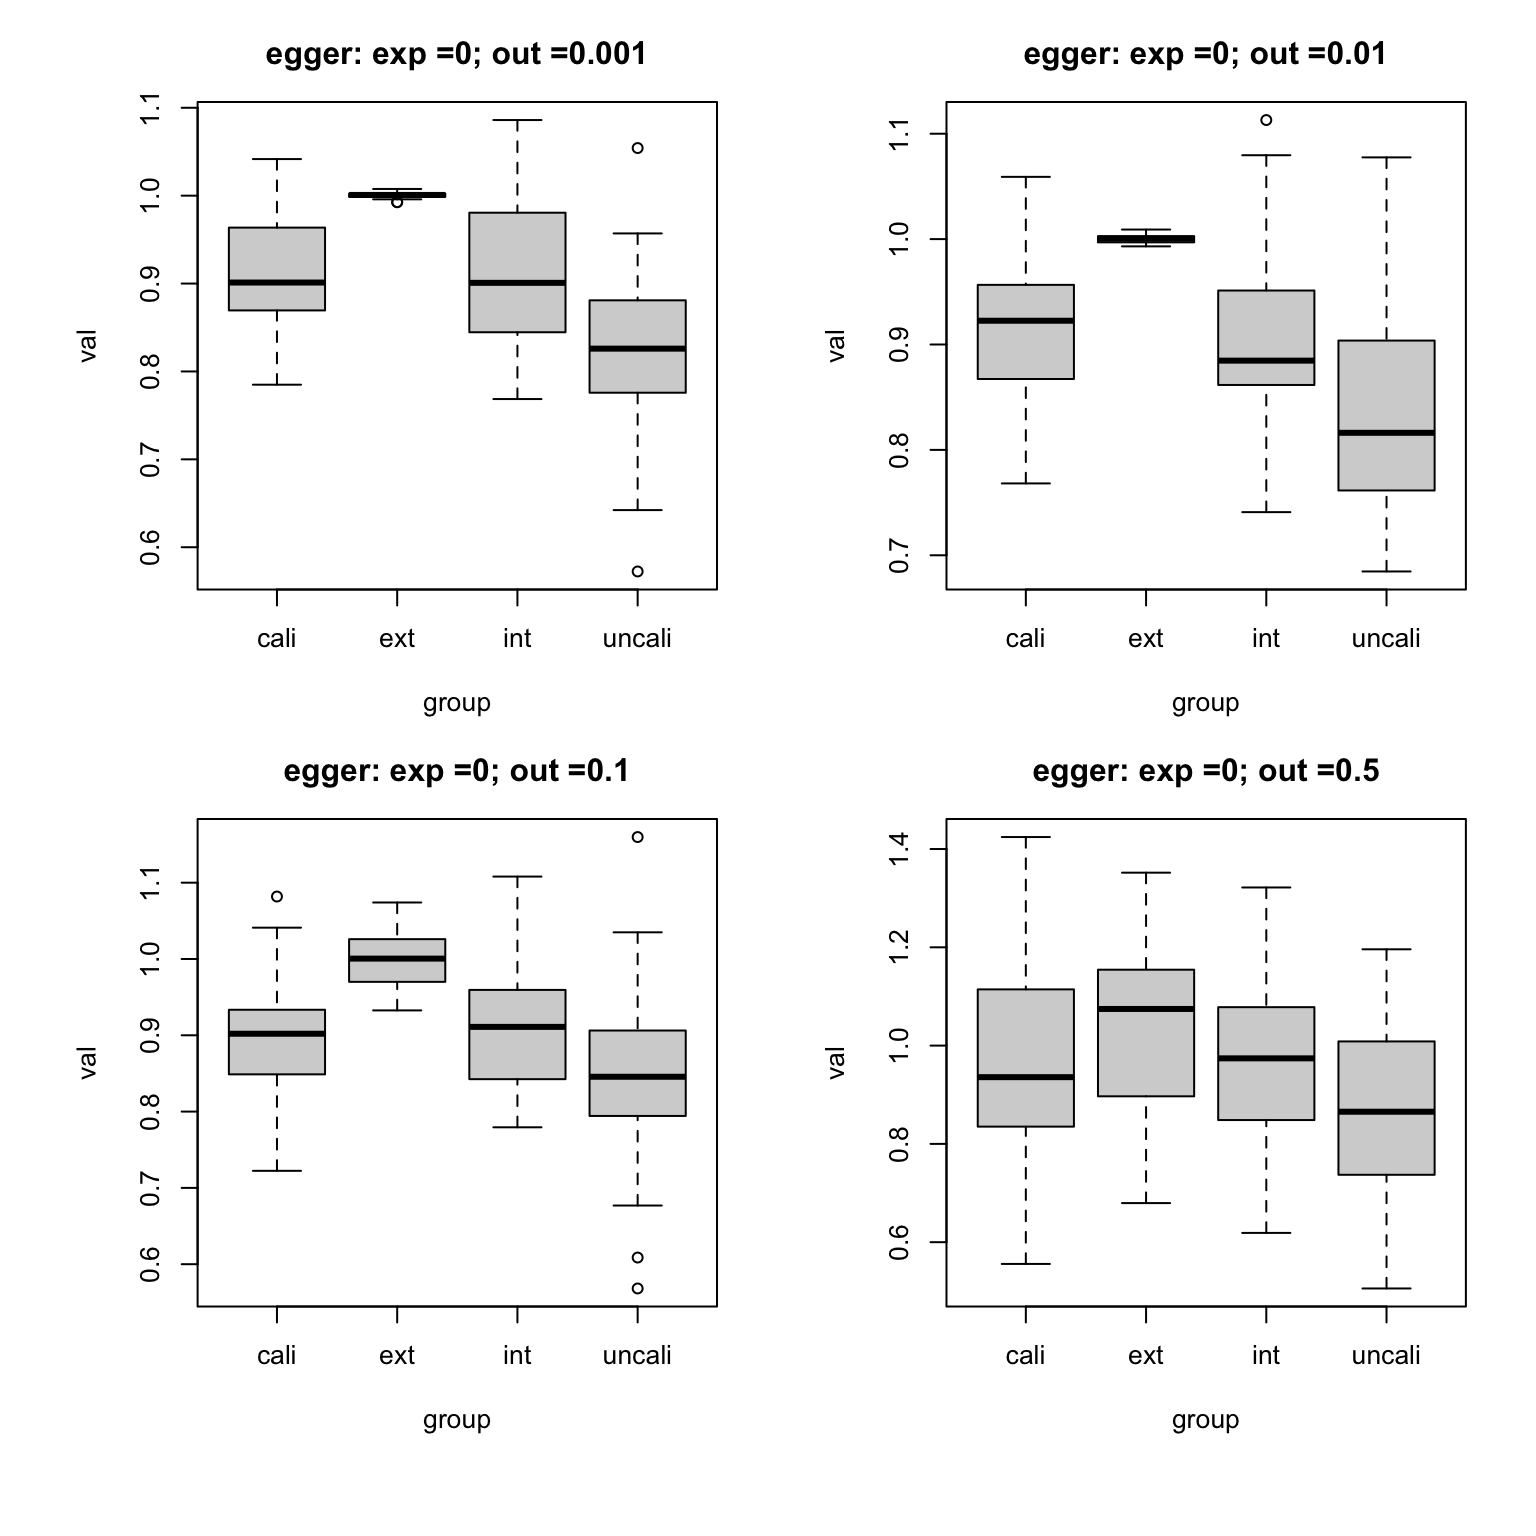 egger: exp =0; out =0.001
val
1.1
1.0
0.9
0.8
0.7
0.6
cali ext int uncali
group
egger: exp =0; out =0.01
val
1.1
1.0
0.9
0.8
0.7
cali ext int uncali
group
egger: exp =0; out =0.1
val
1.1
1.0
0.9
0.8
0.7
0.6
cali ext int uncali
group
egger: exp =0; out =0.5
val
1.4
1.2
1.0
0.8
0.6
cali ext int uncali
group